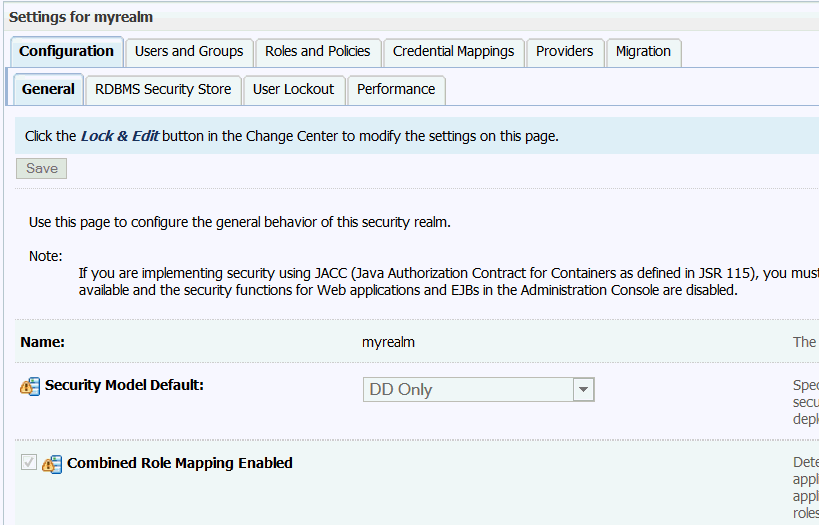 Settings for myrealm
Configuration Users and Groups Roles and Policies Credential Mappings Providers Migration
General RDBMS Security Store User Lockout Performance
Click the Lock & Edit button in the Change Center to modify the settings on this page.
Save
Use this page to configure the general behavior of this security realm.
Note:
If you are implementing security using JACC (Java Authorization Contract for Containers as defined in JSR 115), you must
available and the security functions for Web applications and EJBs in the Administration Console are disabled.
Name: myrealm The
Security Model Default: DD Only Spec
secu
depl
Combined Role Mapping Enabled Dete
appl
appl
roles